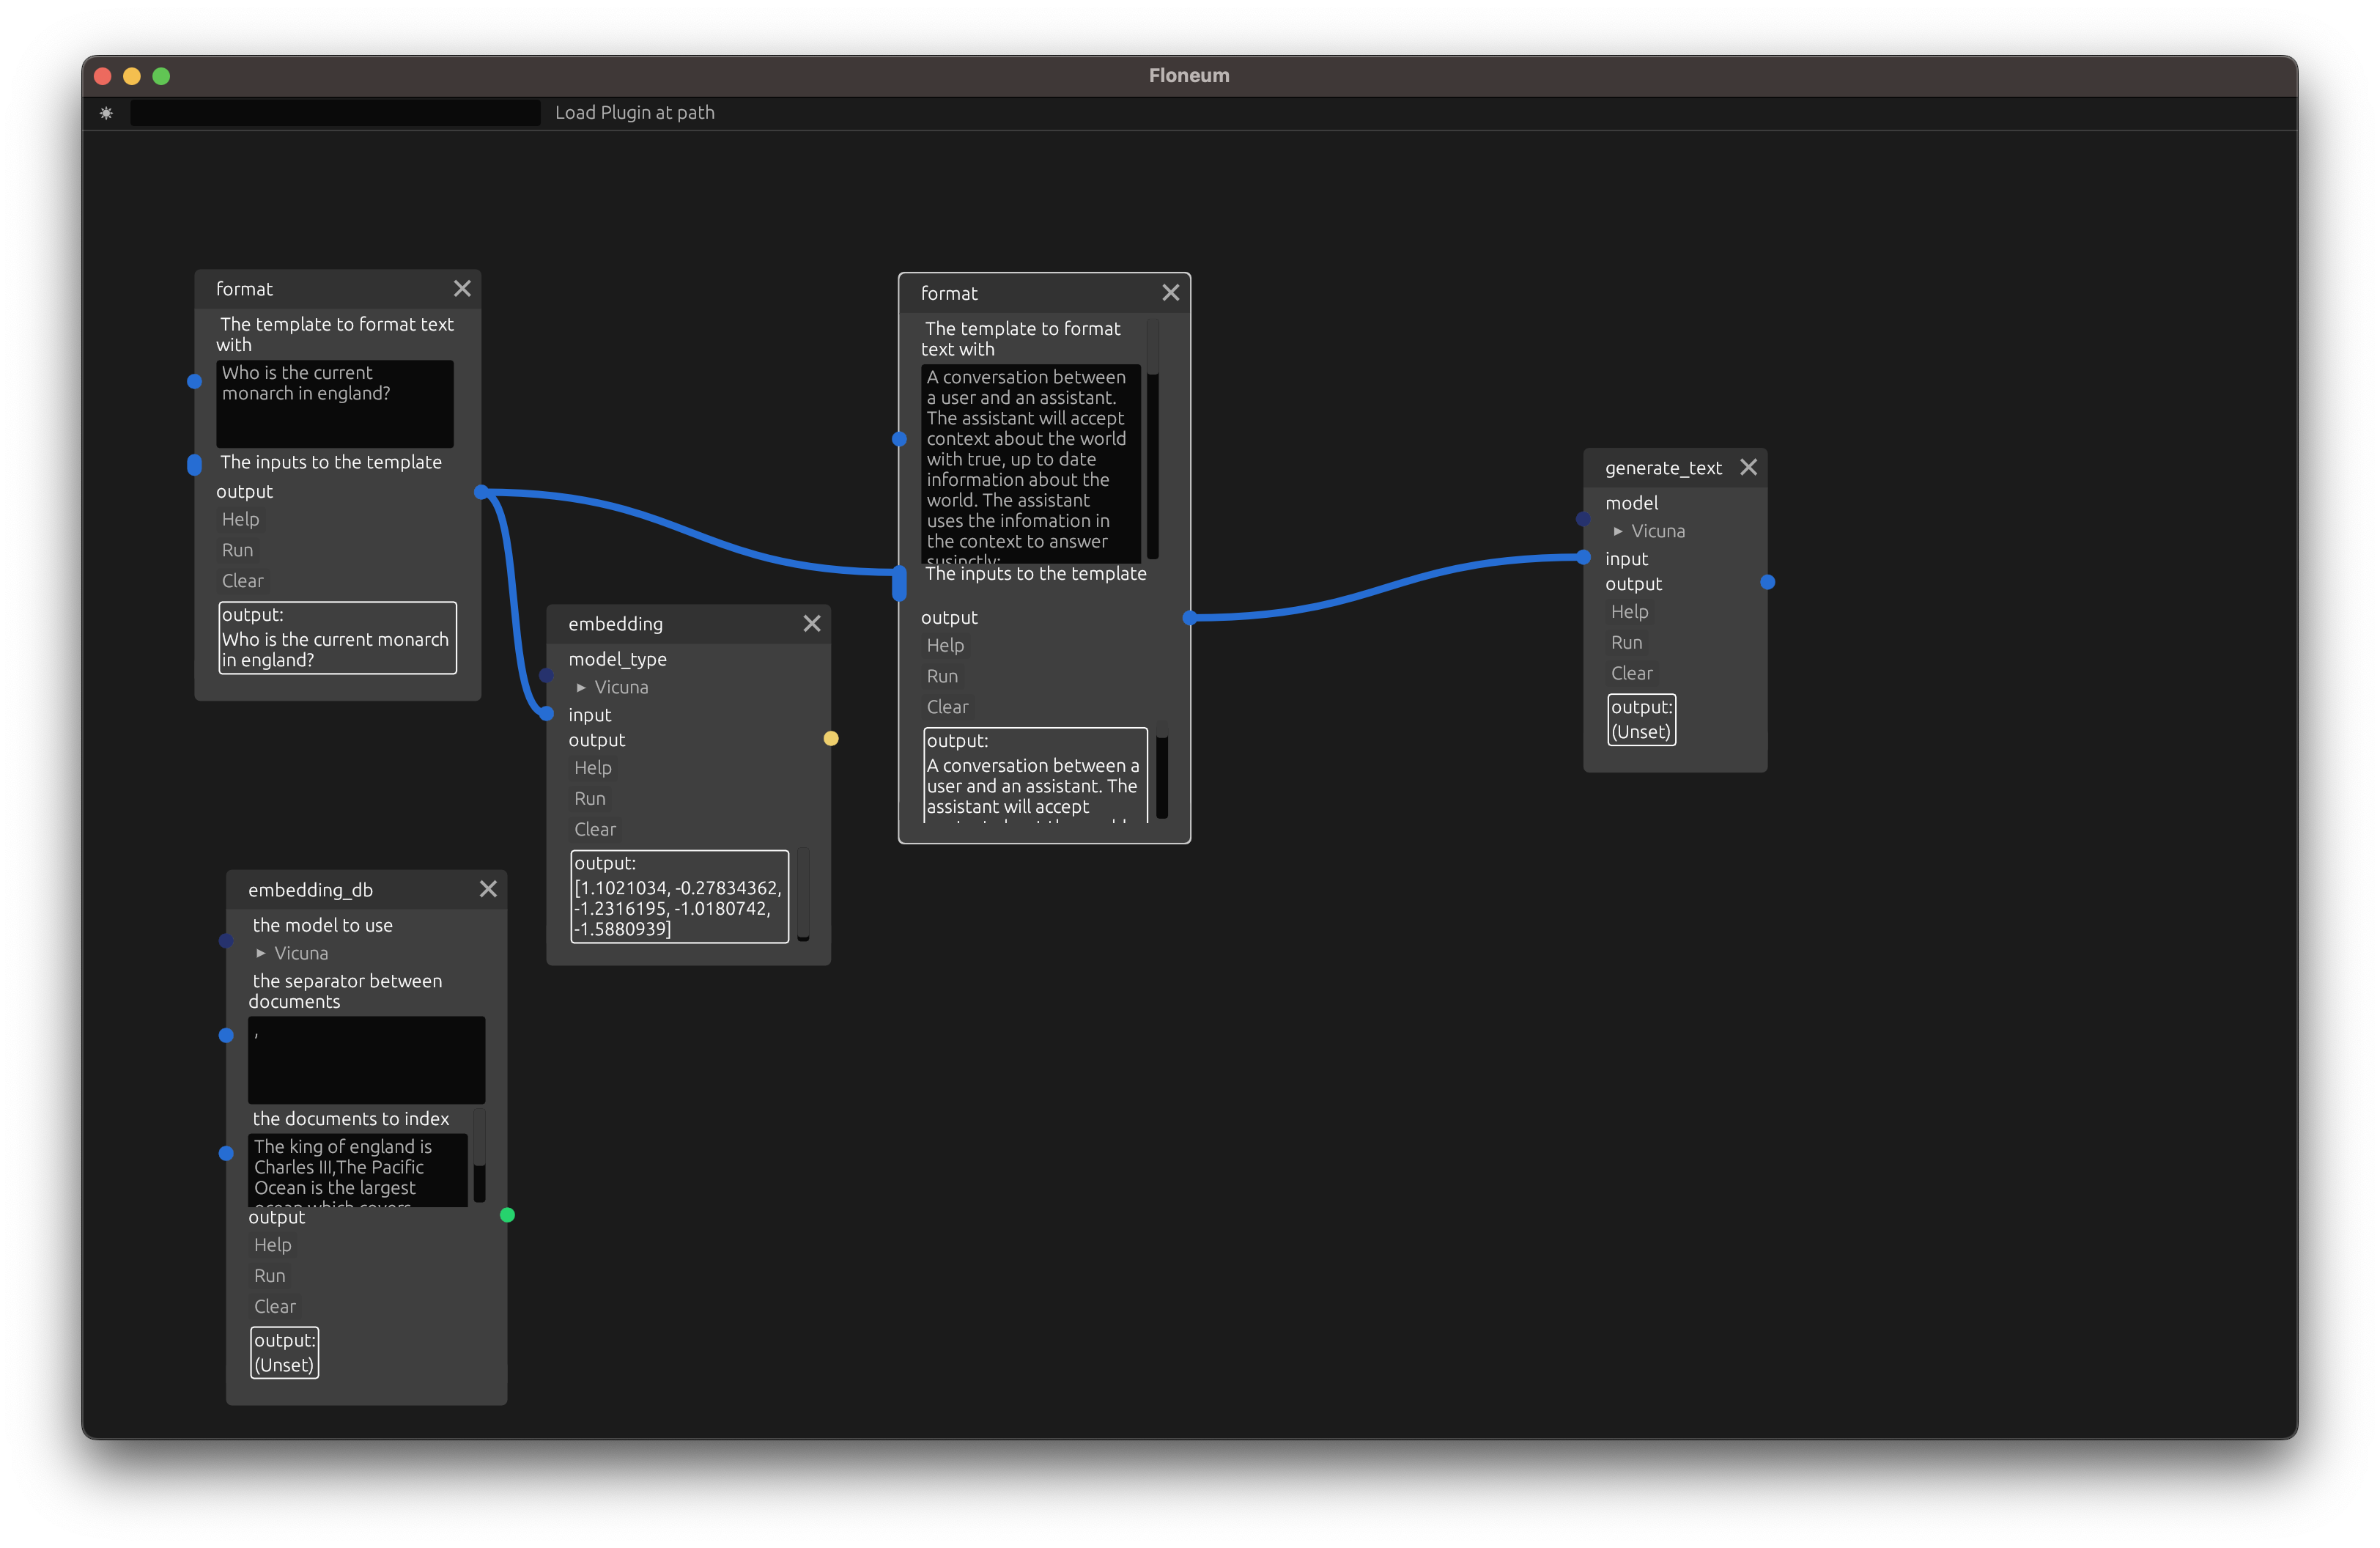 Floneum
Load Plugin at path
format
The template to format text
with
Who is the current
monarch in england?
The inputs to the template
output
Help
Run
Clear
output:
Who is the current monarch
in england?
embedding
model_type
Vicuna
input
output
Help
Run
Clear
output:
[1.1021034, -0.27834362,
-1.2316195, -1.0180742,
-1.5880939]
embedding_db
the model to use
Vicuna
the separator between
documents
,
the documents to index
The king of england is
Charles III,The Pacific
Ocean is the largest
ocean which covers
output
Help
Run
Clear
output:
(Unset)
format
The template to format
text with
A conversation between
a user and an assistant.
The assistant will accept
context about the world
with true, up to date
information about the
world. The assistant
uses the infomation in
the context to answer
susinctly:
The inputs to the template
output
Help
Run
Clear
output:
A conversation between a
user and an assistant. The
assistant will accept
generate_text
model
Vicuna
input
output
Help
Run
Clear
output:
(Unset)